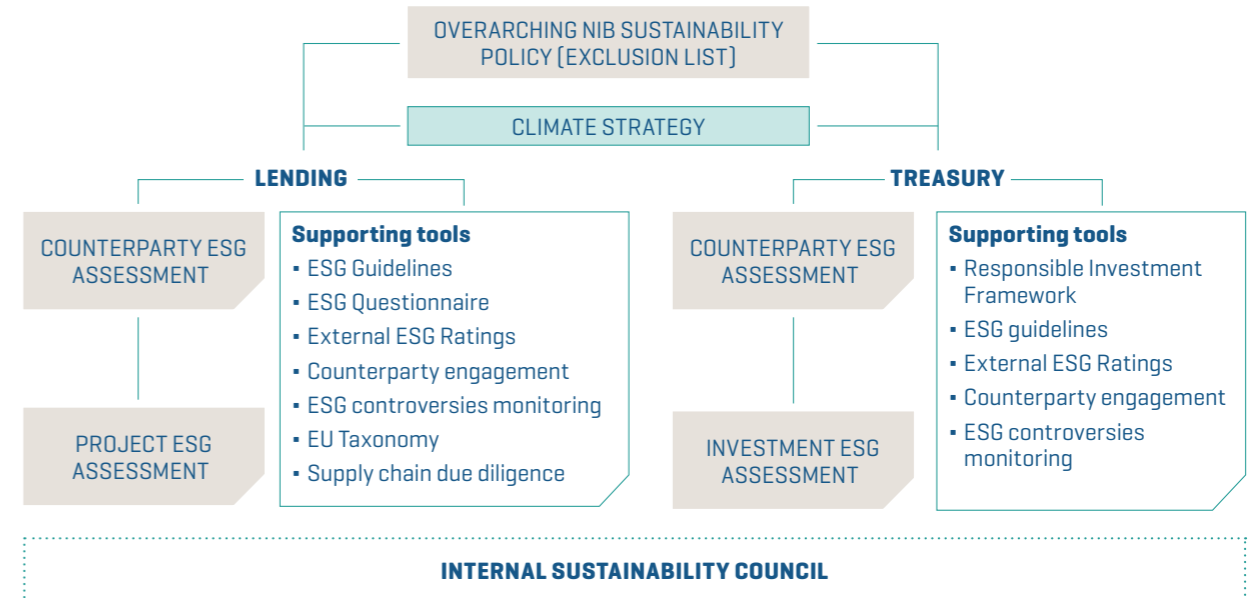 OVERARCHING NIB SUSTAINABILITY
POLICY (EXCLUSION LIST)
CLIMATE STRATEGY
LENDING
COUNTERPARTY ESG
ASSESSMENT
PROJECT ESG
ASSESSMENT
Supporting tools
▪ ESG Guidelines
▪ ESG Questionnaire
▪ External ESG Ratings
▪ Counterparty engagement
▪ ESG controversies monitoring
▪ EU Taxonomy
▪ Supply chain due diligence
TREASURY
COUNTERPARTY ESG
ASSESSMENT
INVESTMENT ESG
ASSESSMENT
Supporting tools
▪ Responsible Investment
Framework
▪ ESG guidelines
▪ External ESG Ratings
▪ Counterparty engagement
▪ ESG controversies
monitoring
INTERNAL SUSTAINABILITY COUNCIL